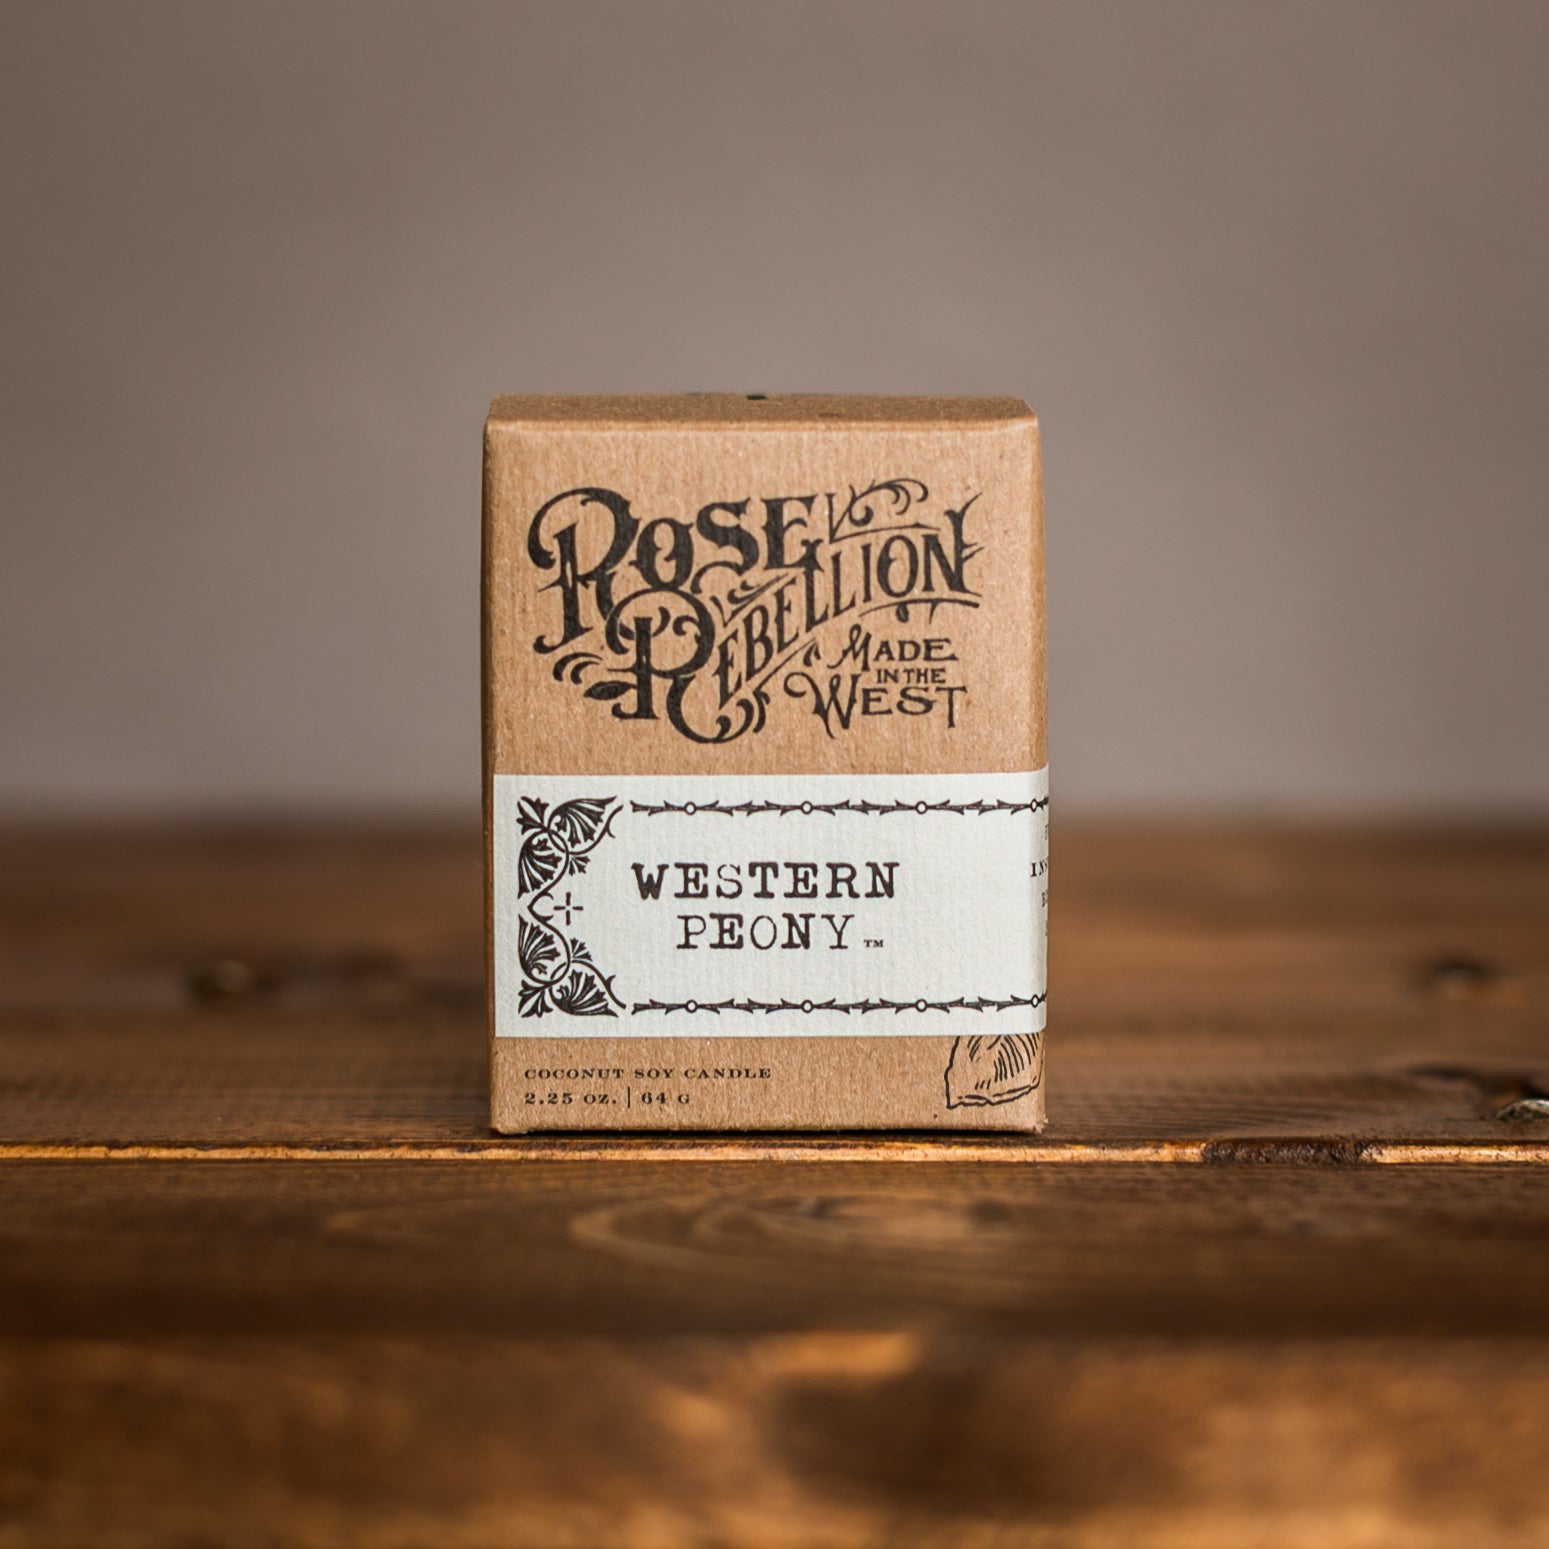 ROSE
REBELLION
MADE
IN THE
WEST
WESTERN
PEONY™
COCONUT SOY CANDLE
2.25 OZ. | 64 G